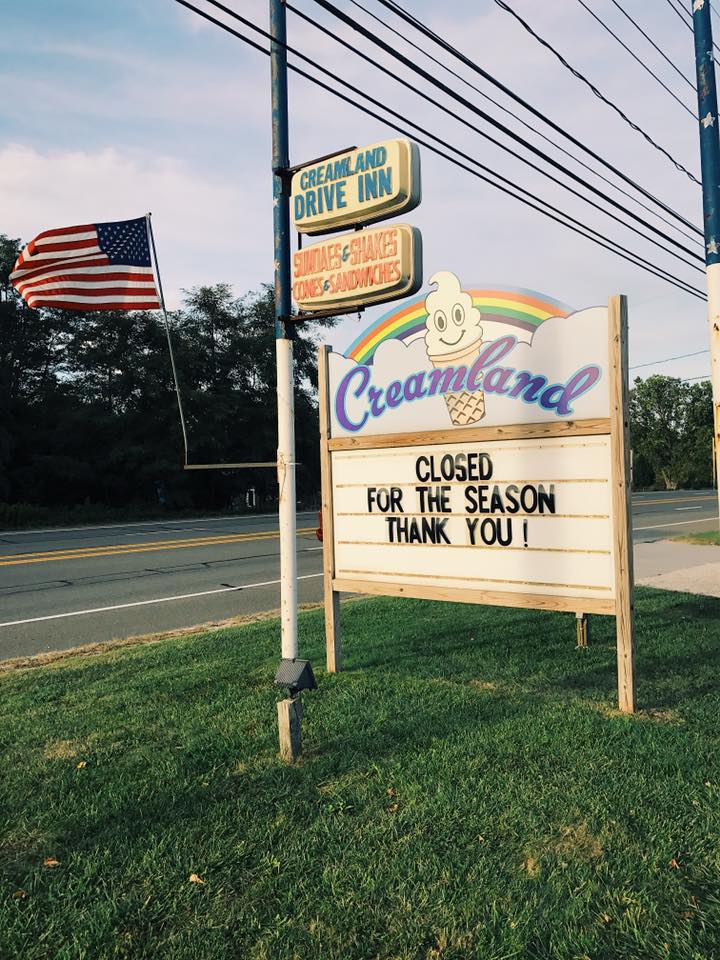 CREAMLAND
DRIVE INN
SUNDAES & SHAKES
CONES & SANDWICHES
Creamland
CLOSED
FOR THE SEASON
THANK YOU !